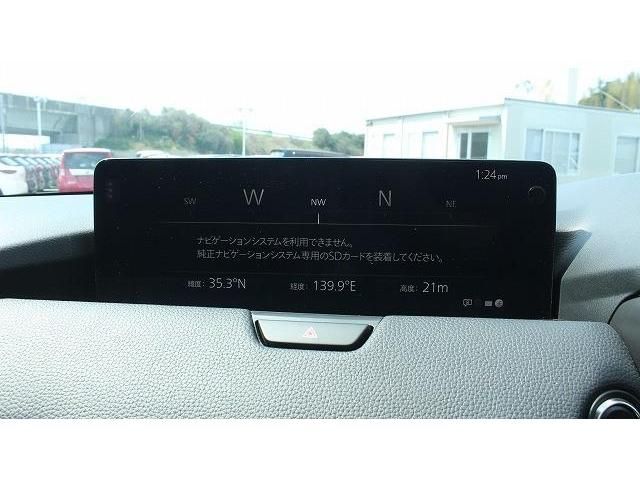 1:24 pm
SW W NW N NE
ナビゲーションシステムを利用できません。
純正ナビゲーションシステム専用のSDカードを装着してください。
緯度: 35.3°N 経度: 139.9°E 高度: 21m